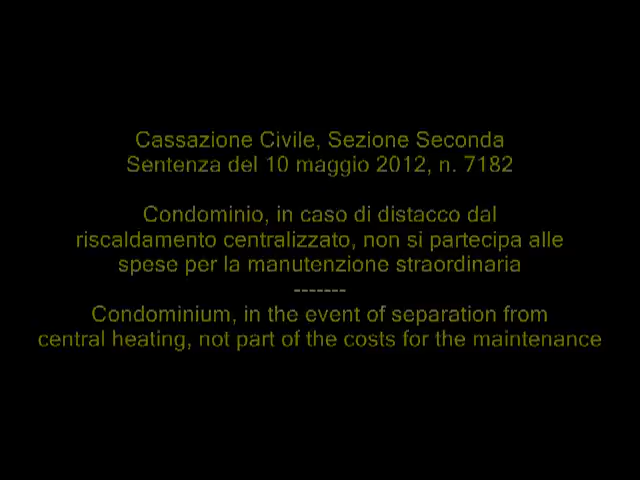 Cassazione Civile, Sezione Seconda
Sentenza del 10 maggio 2012, n. 7182
Condominio, in caso di distacco dal
riscaldamento centralizzato, non si partecipa alle
spese per la manutenzione straordinaria
-------
Condominium, in the event of separation from
central heating, not part of the costs for the maintenance